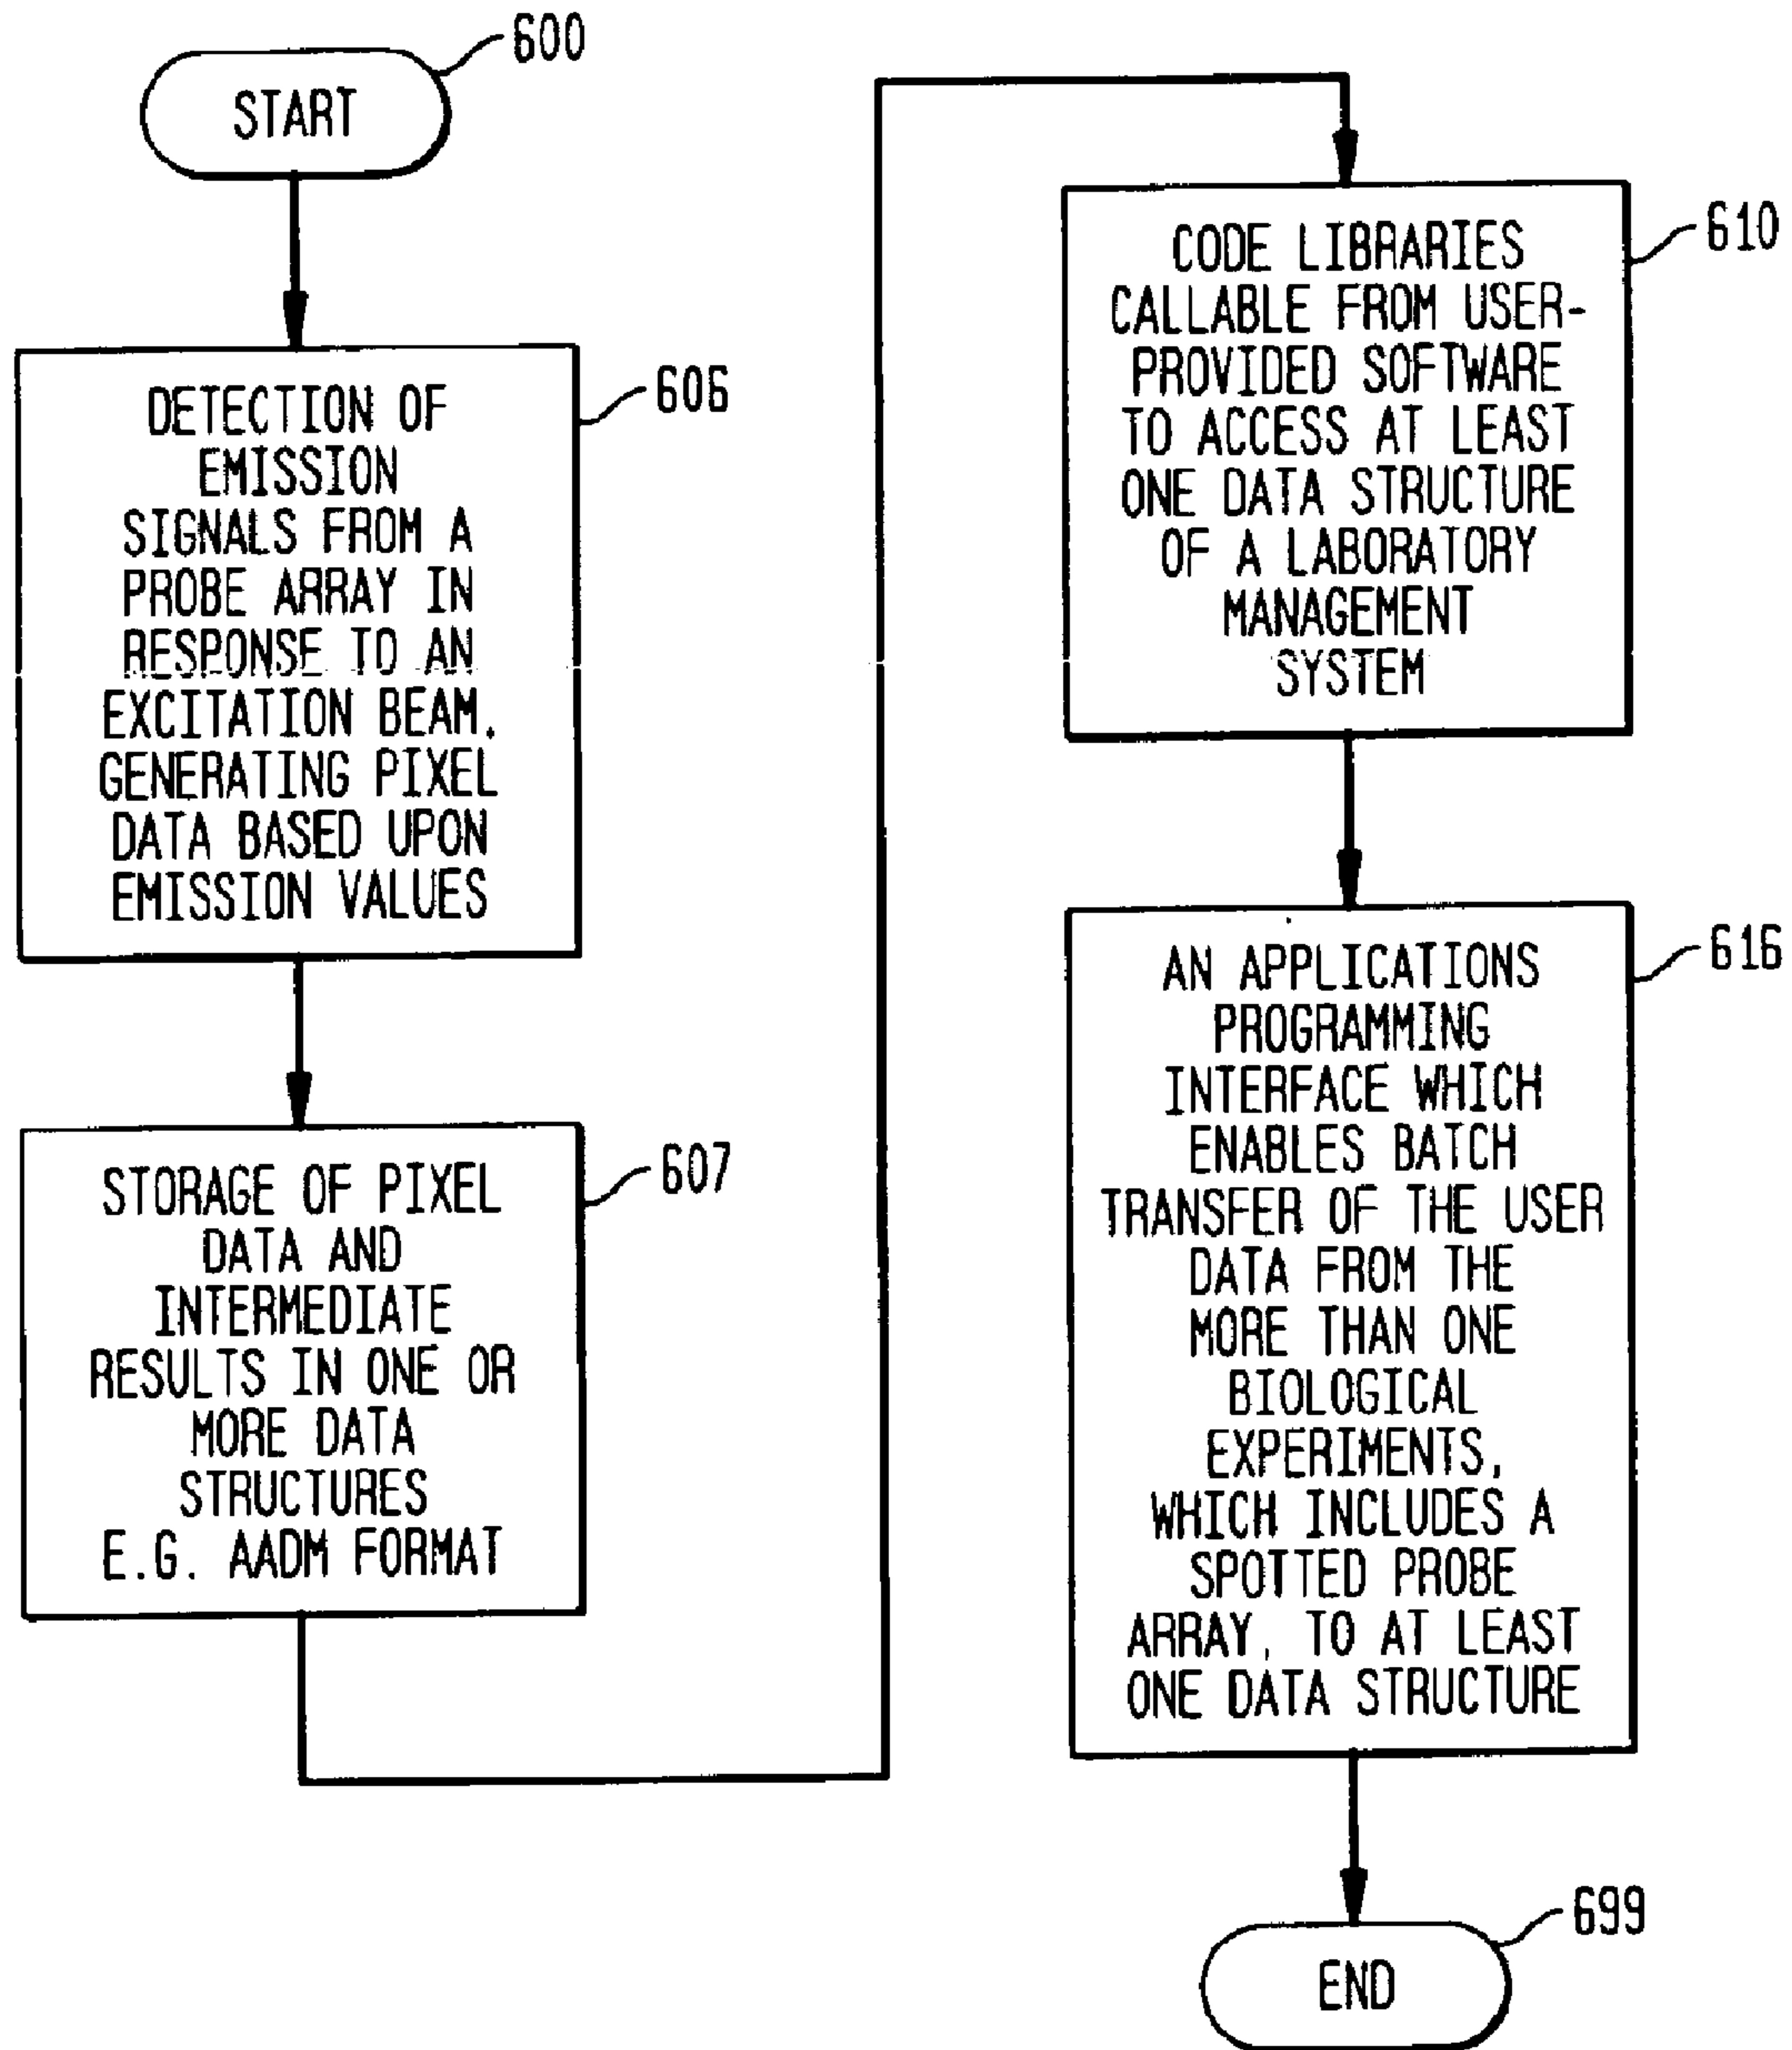 600
START
606
DETECTION OF
EMISSION
SIGNALS FROM A
PROBE ARRAY IN
RESPONSE TO AN
EXCITATION BEAM.
GENERATING PIXEL
DATA BASED UPON
EMISSION VALUES
607
STORAGE OF PIXEL
DATA AND
INTERMEDIATE
RESULTS IN ONE OR
MORE DATA
STRUCTURES
E.G. AADM FORMAT
610
CODE LIBRARIES
CALLABLE FROM USER-
PROVIDED SOFTWARE
TO ACCESS AT LEAST
ONE DATA STRUCTURE
OF A LABORATORY
MANAGEMENT
SYSTEM
616
AN APPLICATIONS
PROGRAMMING
INTERFACE WHICH
ENABLES BATCH
TRANSFER OF THE USER
DATA FROM THE
MORE THAN ONE
BIOLOGICAL
EXPERIMENTS,
WHICH INCLUDES A
SPOTTED PROBE
ARRAY, TO AT LEAST
ONE DATA STRUCTURE
699
END